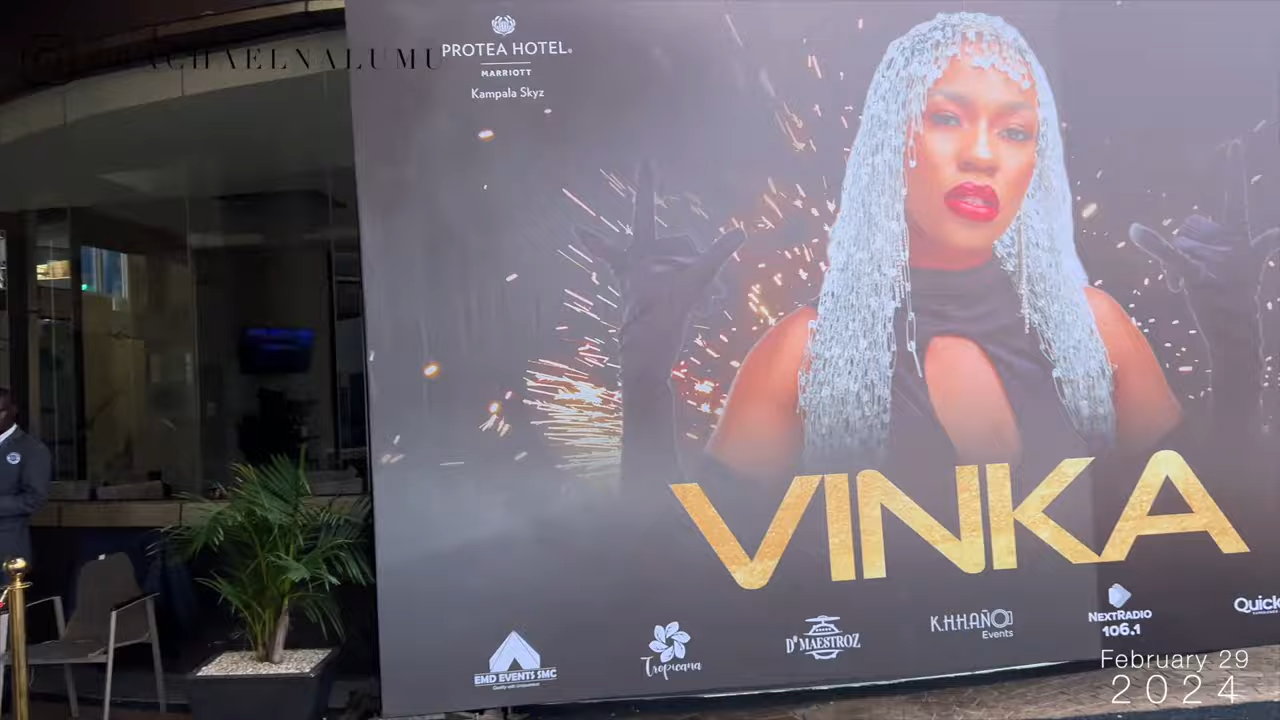 PROTEA HOTEL®
MARRIOTT
Kampala Skyz
VINKA
EMD EVENTS SMC
Tropicana
D'MAESTROZ
K.H.HAÑO
Events
NEXTRADIO
106.1
Quick
February 29
2024